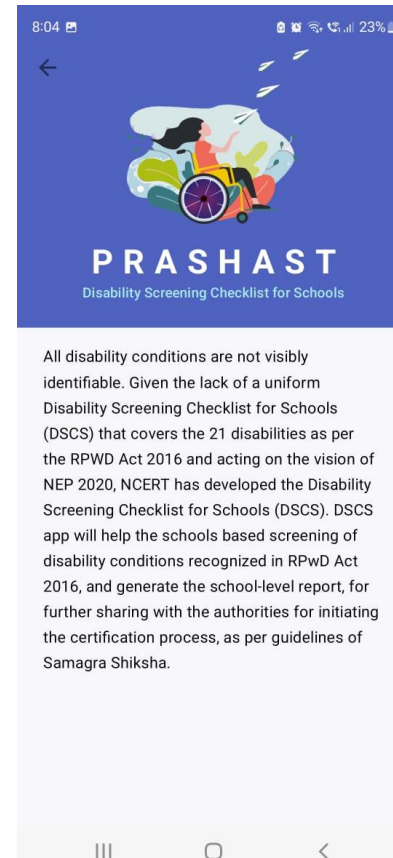 8:04
23%
PRASHAST
Disability Screening Checklist for Schools
All disability conditions are not visibly
identifiable. Given the lack of a uniform
Disability Screening Checklist for Schools
(DSCS) that covers the 21 disabilities as per
the RPWD Act 2016 and acting on the vision of
NEP 2020, NCERT has developed the Disability
Screening Checklist for Schools (DSCS). DSCS
app will help the schools based screening of
disability conditions recognized in RPwD Act
2016, and generate the school-level report, for
further sharing with the authorities for initiating
the certification process, as per guidelines of
Samagra Shiksha.